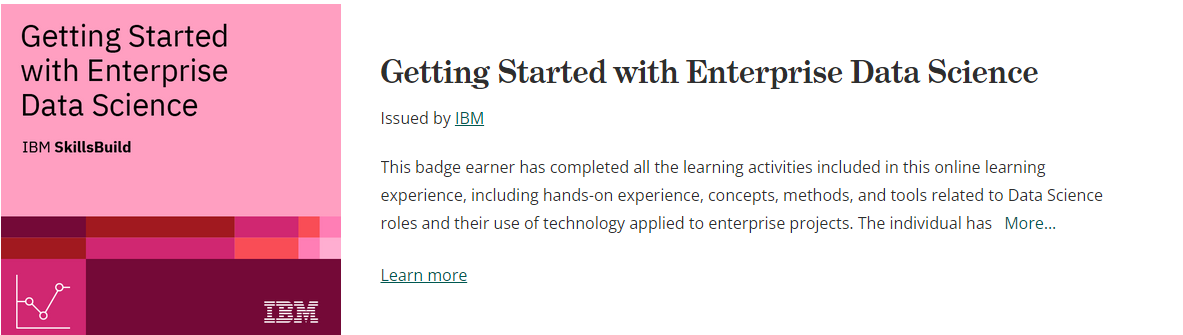 Getting Started
with Enterprise
Data Science
IBM SkillsBuild
IBM
Getting Started with Enterprise Data Science
Issued by IBM
This badge earner has completed all the learning activities included in this online learning
experience, including hands-on experience, concepts, methods, and tools related to Data Science
roles and their use of technology applied to enterprise projects. The individual has More...
Learn more